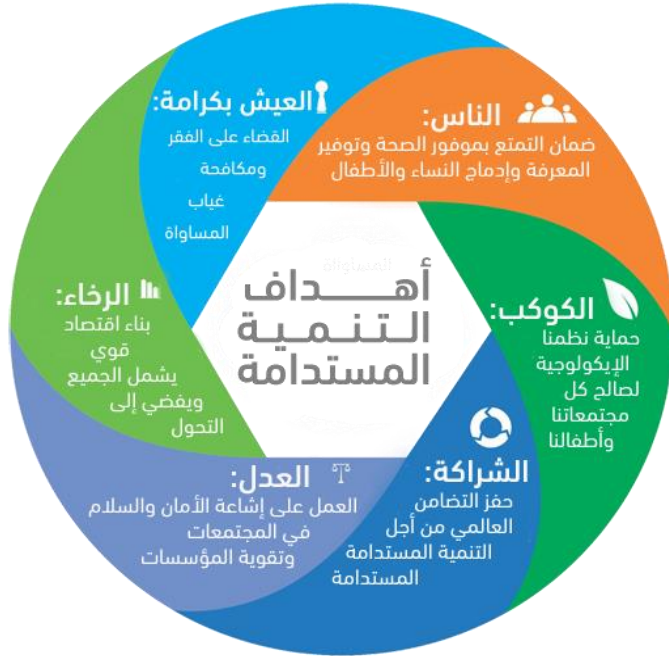 أهداف
التنمية
المستدامة
العيش بكرامة:
القضاء على الفقر
ومكافحة
غياب
المساواة
الناس:
ضمان التمتع بموفور الصحة وتوفير
المعرفة وإدماج النساء والأطفال
الكوكب:
حماية نظمنا
الإيكولوجية
لصالح كل
مجتمعاتنا
وأطفالنا
الشراكة:
حفز التضامن
العالمي من أجل
التنمية المستدامة
المستدامة
العدل:
العمل على إشاعة الأمان والسلام
في المجتمعات
وتقوية المؤسسات
الرخاء:
بناء اقتصاد
قوي
يشمل الجميع
ويفضي إلى
التحول